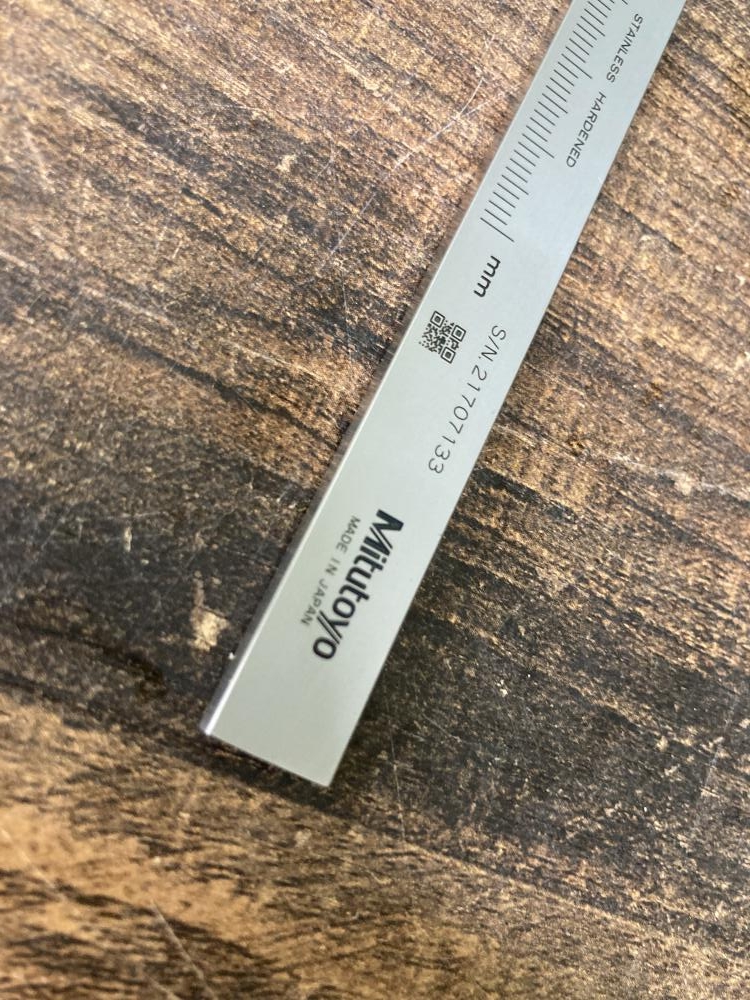 STAINLESS HARDENED
mm
S/N 21707133
Mitutoyo
MADE IN JAPAN